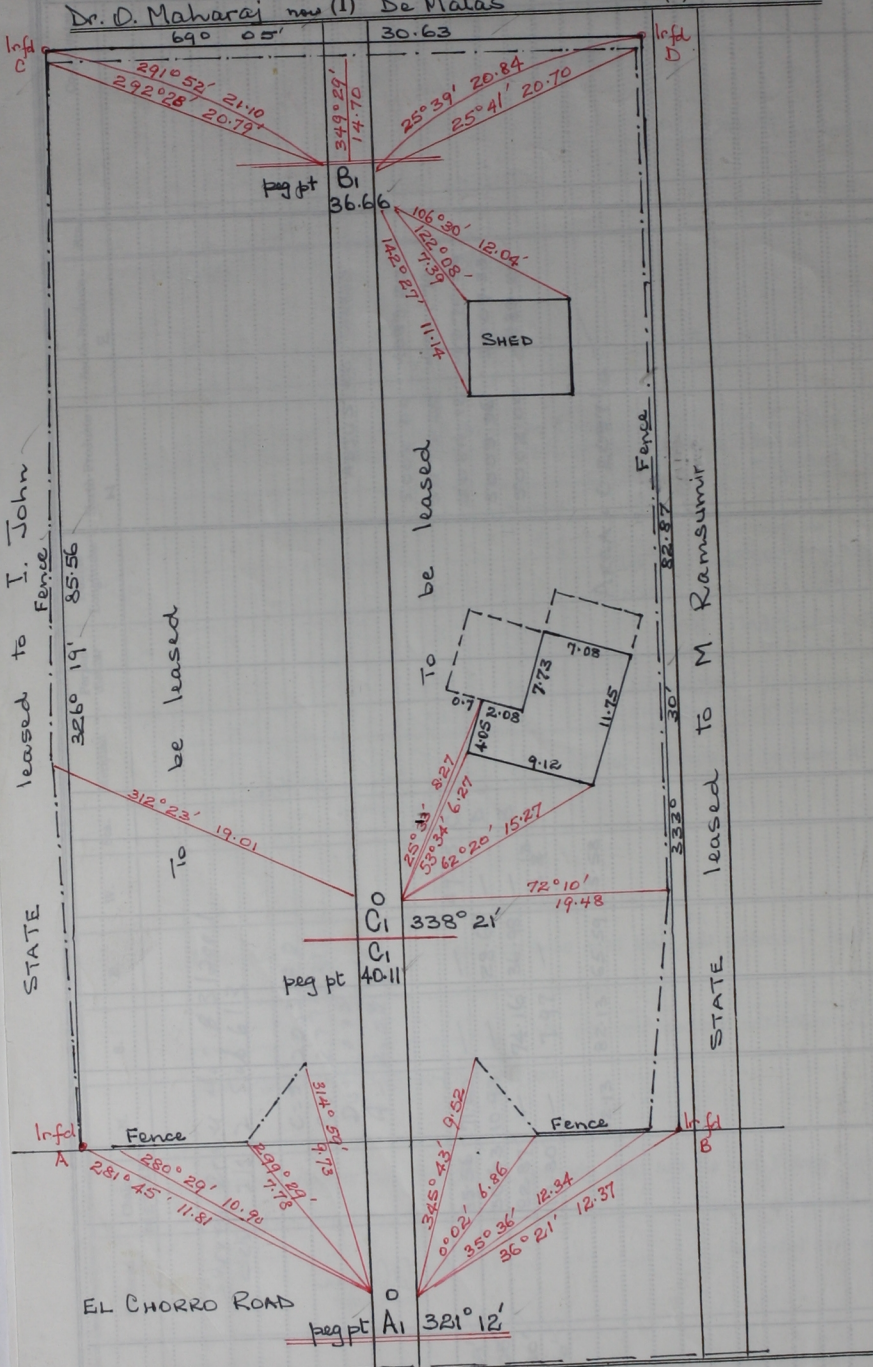 Dr. O. Maharaj now (1) De Matas
Irfd
C
69° 05'
30.63
Irfd
D
291° 52' 21.10
292° 28' 20.79
349° 29'
14.70
25° 39' 20.84
25° 41' 20.70
peg pt B1
36.66
106° 30' 12.04
122° 08'
7.39
142° 27' 11.14
SHED
STATE leased to I. John
Fence
326° 19' 85.56
To be leased
To be leased
Fence
333° 30' 82.87
STATE leased to M Ramsumir
7.08
7.73
11.75
0.7
2.08
4.05
9.12
312° 23' 19.01
25° 33' 8.27
53° 34' 6.27
62° 20' 15.27
72° 10'
19.48
O
C1 338° 21'
C1
peg pt 40.11
Irfd
A
Fence
314° 50'
9.73
299° 29'
7.73
280° 29' 10.90
281° 45' 11.81
345° 43' 9.52
0° 02' 6.86
35° 36' 12.34
36° 21' 12.37
Fence
Irfd
B
EL CHORRO ROAD
O
peg pt A1 321° 12'